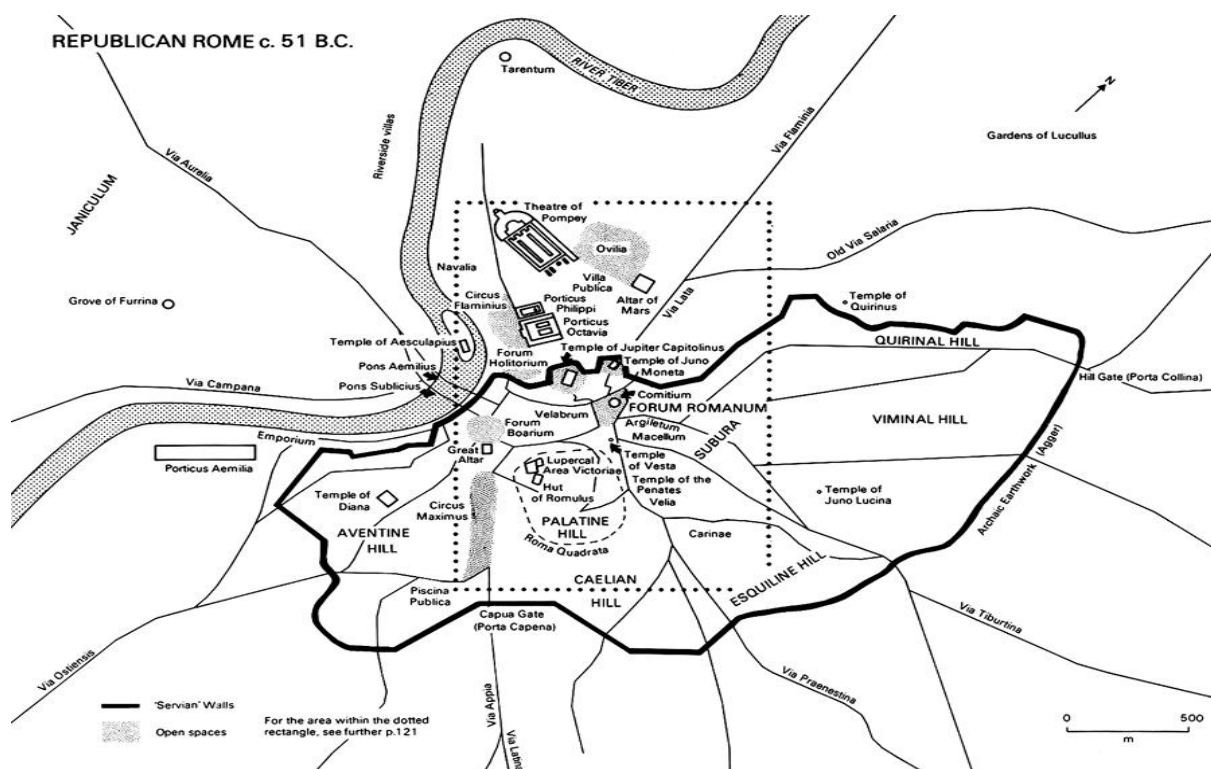 REPUBLICAN ROME c. 51 B.C.
Tarentum
RIVER TIBER
N
Gardens of Lucullus
Riverside villas
Via Flaminia
Via Aurelia
JANICULUM
Theatre of
Pompey
Ovilia
Old Via Salaria
Navalia
Villa
Publica
Altar of
Mars
Via Lata
Grove of Furrina
Circus
Flaminius
Porticus
Philippi
Porticus
Octavia
Temple of
Quirinus
Temple of Aesculapius
Temple of Jupiter Capitolinus
QUIRINAL HILL
Forum
Holitorium
Temple of Juno
Moneta
Pons Aemilius
Pons Sublicius
Via Campana
Hill Gate (Porta Collina)
Comitium
Velabrum
FORUM ROMANUM
VIMINAL HILL
Forum
Boarium
Argiletum
Macellum
SUBURA
Emporium
Porticus Aemilia
Great
Altar
Lupercal
Area Victoriae
Temple
of Vesta
Hut
of Romulus
Temple of the
Penates
Velia
Temple of
Juno Lucina
Archaic Earthwork (Agger)
Temple of
Diana
Circus
Maximus
AVENTINE
HILL
PALATINE
HILL
Roma Quadrata
Carinae
CAELIAN
HILL
ESQUILINE HILL
Piscina
Publica
Capua Gate
(Porta Capena)
Via Tiburtina
Via Ostiensis
Via Appia
Via Latina
Via Praenestina
'Servian' Walls
Open spaces
For the area within the dotted
rectangle, see further p.121
0 500
m